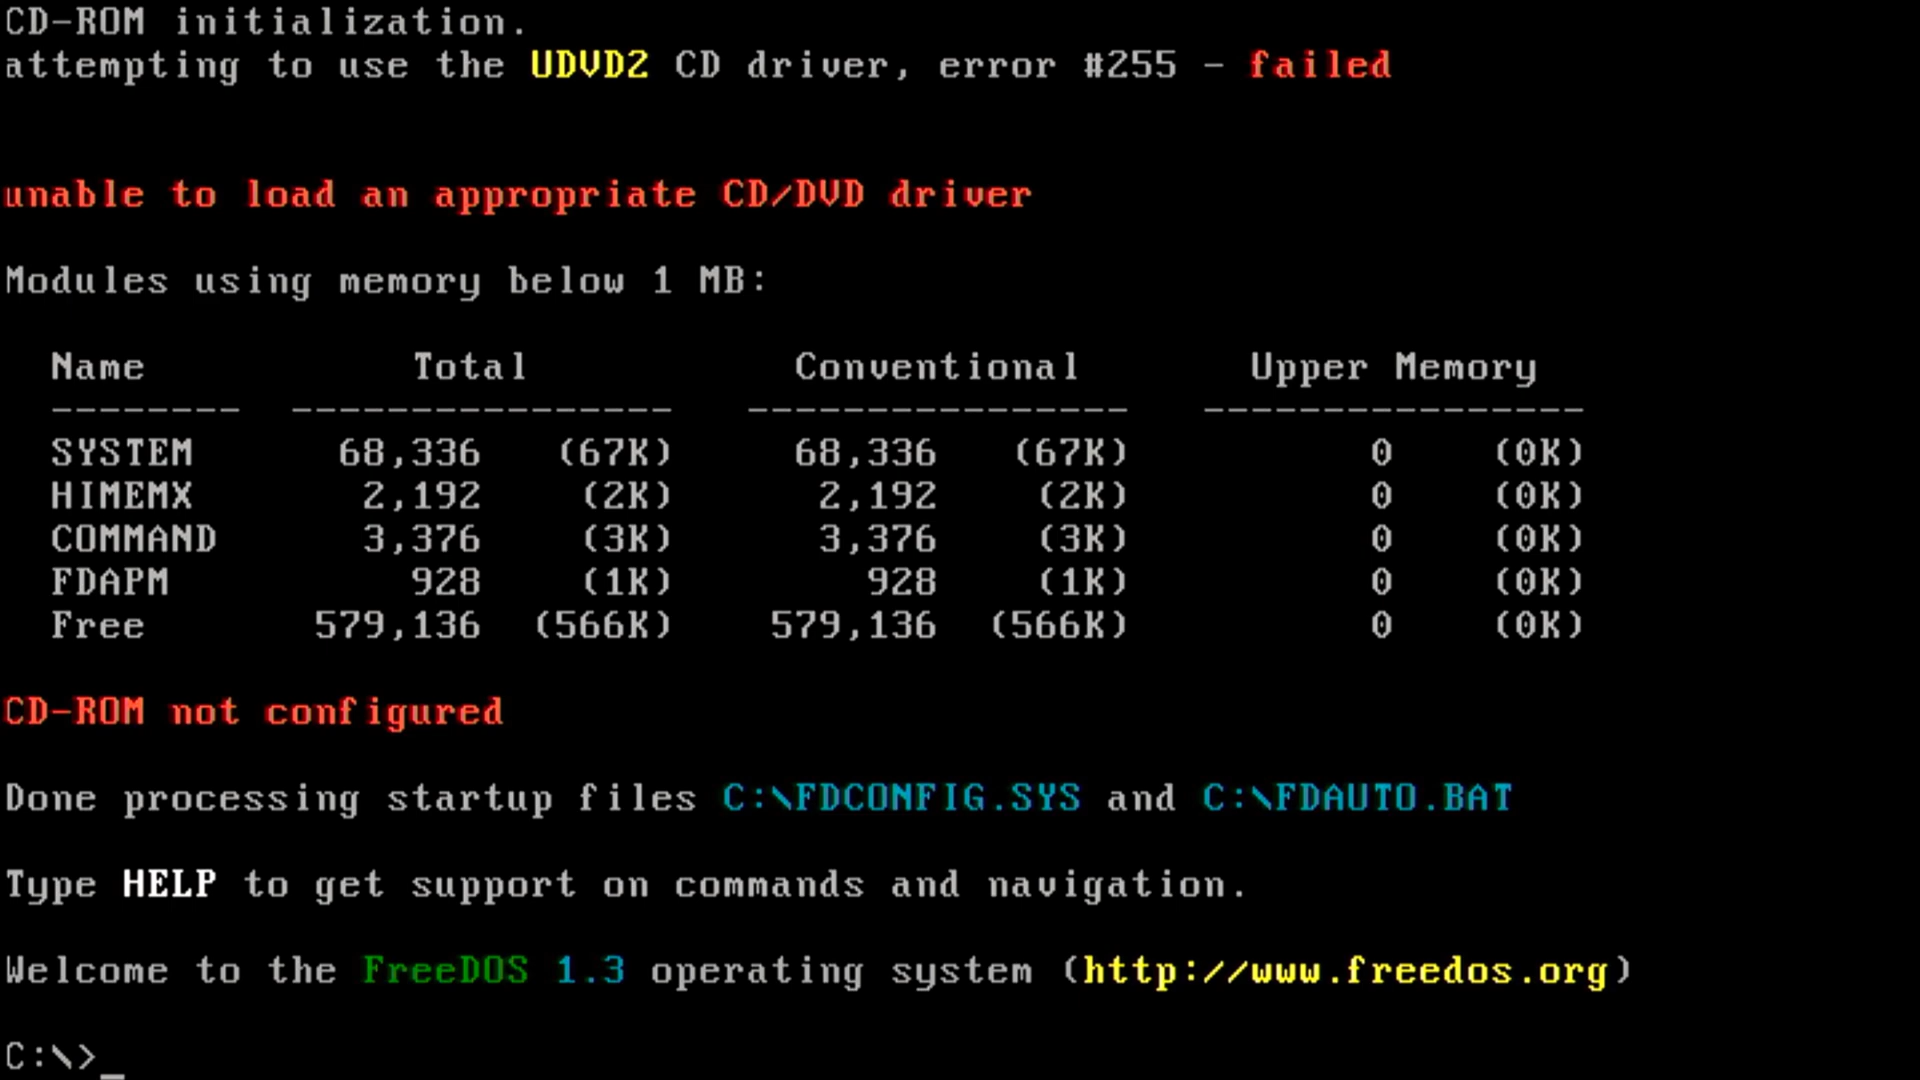 CD-ROM initialization.
attempting to use the UDVD2 CD driver, error #255 - failed
unable to load an appropriate CD/DVD driver
Modules using memory below 1 MB:
Name Total Conventional Upper Memory
-------- ---------------- ---------------- ----------------
SYSTEM 68,336 (67K) 68,336 (67K) 0 (0K)
HIMEMX 2,192 (2K) 2,192 (2K) 0 (0K)
COMMAND 3,376 (3K) 3,376 (3K) 0 (0K)
FDAPM 928 (1K) 928 (1K) 0 (0K)
Free 579,136 (566K) 579,136 (566K) 0 (0K)
CD-ROM not configured
Done processing startup files C:\FDCONFIG.SYS and C:\FDAUTO.BAT
Type HELP to get support on commands and navigation.
Welcome to the FreeDOS 1.3 operating system (http://www.freedos.org)
C:\>_